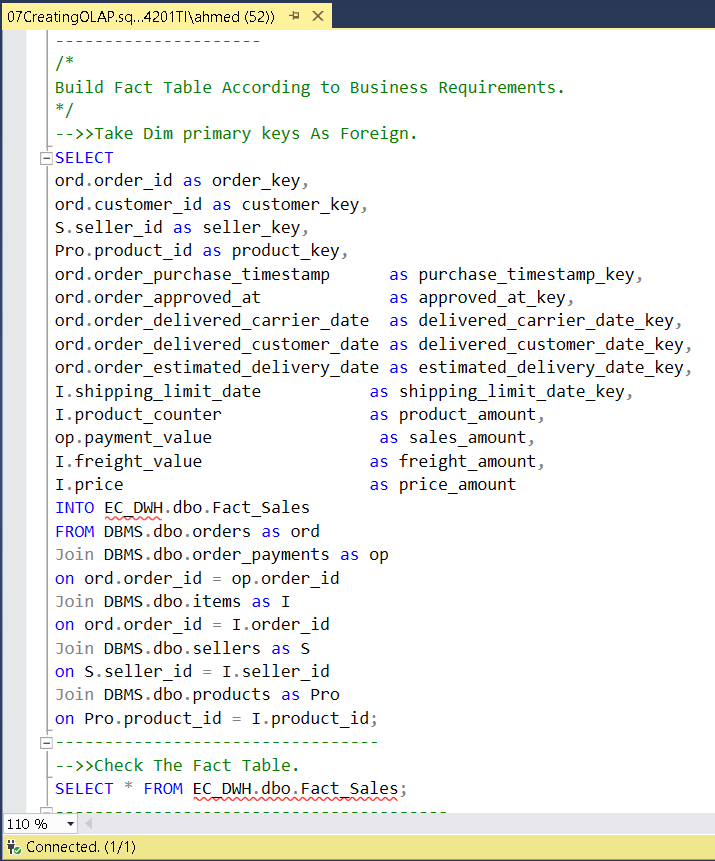 07CreatingOLAP.sq...4201TI\ahmed (52))
--------------------
/*
Build Fact Table According to Business Requirements.
*/
-->>Take Dim primary keys As Foreign.
SELECT
ord.order_id as order_key,
ord.customer_id as customer_key,
S.seller_id as seller_key,
Pro.product_id as product_key,
ord.order_purchase_timestamp      as purchase_timestamp_key,
ord.order_approved_at             as approved_at_key,
ord.order_delivered_carrier_date  as delivered_carrier_date_key,
ord.order_delivered_customer_date as delivered_customer_date_key,
ord.order_estimated_delivery_date as estimated_delivery_date_key,
I.shipping_limit_date           as shipping_limit_date_key,
I.product_counter               as product_amount,
op.payment_value                 as sales_amount,
I.freight_value                 as freight_amount,
I.price                         as price_amount
INTO EC_DWH.dbo.Fact_Sales
FROM DBMS.dbo.orders as ord
Join DBMS.dbo.order_payments as op
on ord.order_id = op.order_id
Join DBMS.dbo.items as I
on ord.order_id = I.order_id
Join DBMS.dbo.sellers as S
on S.seller_id = I.seller_id
Join DBMS.dbo.products as Pro
on Pro.product_id = I.product_id;
---------------------------------
-->>Check The Fact Table.
SELECT * FROM EC_DWH.dbo.Fact_Sales;
----------------------------------------
110 %
Connected. (1/1)